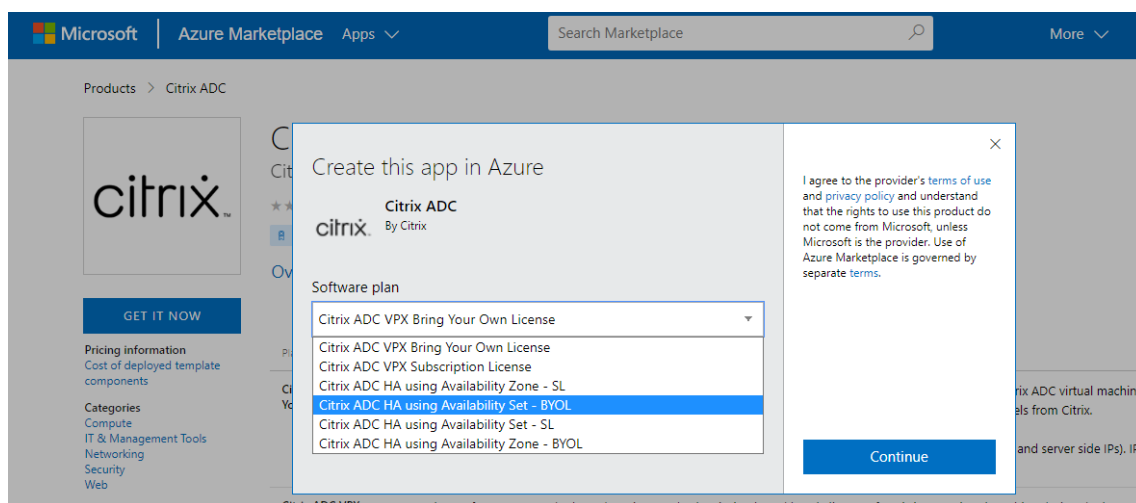 Microsoft
Azure Marketplace
Apps
Search Marketplace
More
Products > Citrix ADC
citrix
GET IT NOW
Pricing information
Cost of deployed template
components
Categories
Compute
IT & Management Tools
Networking
Security
Web
C
Cit
Ov
Create this app in Azure
citrix
Citrix ADC
By Citrix
Software plan
Citrix ADC VPX Bring Your Own License
Citrix ADC VPX Bring Your Own License
Citrix ADC VPX Subscription License
Citrix ADC HA using Availability Zone - SL
Citrix ADC HA using Availability Set - BYOL
Citrix ADC HA using Availability Set - SL
Citrix ADC HA using Availability Zone - BYOL
I agree to the provider's terms of use
and privacy policy and understand
that the rights to use this product do
not come from Microsoft, unless
Microsoft is the provider. Use of
Azure Marketplace is governed by
separate terms.
Continue
Ci
Yo
rix ADC virtual machin
els from Citrix.
and server side IPs). IP